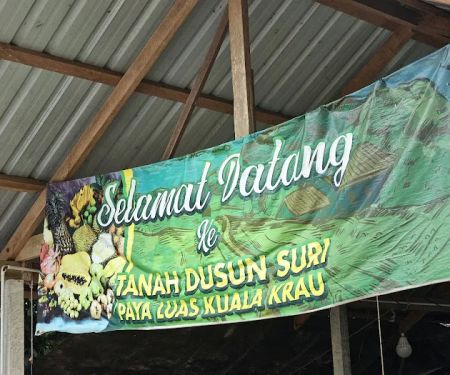 Selamat Datang
Ke
TANAH DUSUN SURI
PAYA LUAS KUALA KRAU